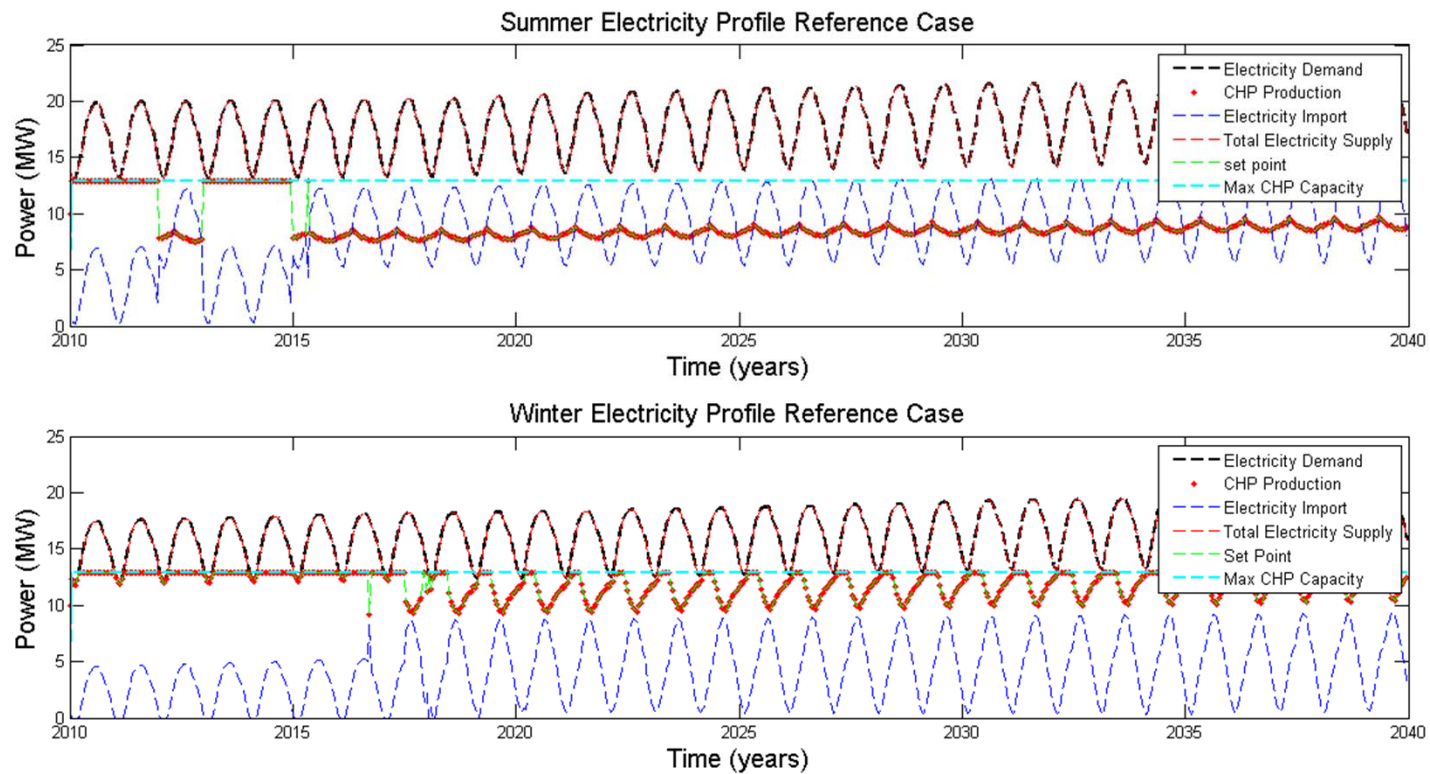 Summer Electricity Profile Reference Case
25
20
15
10
5
0
Power (MW)
Electricity Demand
CHP Production
Electricity Import
Total Electricity Supply
set point
Max CHP Capacity
2010 2015 2020 2025 2030 2035 2040
Time (years)
Winter Electricity Profile Reference Case
25
20
15
10
5
0
Power (MW)
Electricity Demand
CHP Production
Electricity Import
Total Electricity Supply
Set Point
Max CHP Capacity
2010 2015 2020 2025 2030 2035 2040
Time (years)